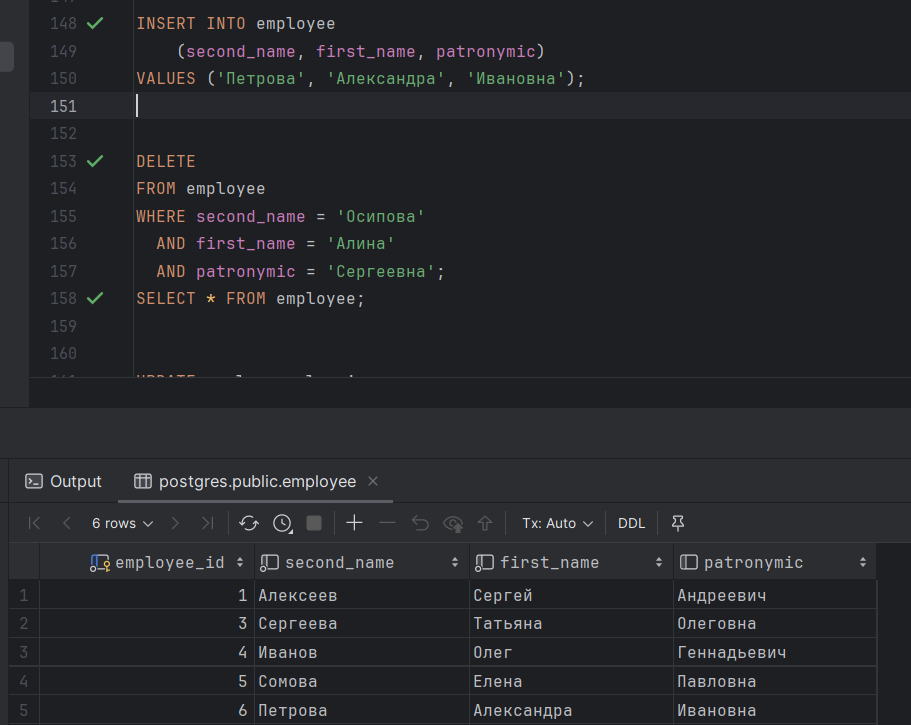 148 INSERT INTO employee
149 (second_name, first_name, patronymic)
150 VALUES ('Петрова', 'Александра', 'Ивановна');
151
152
153 DELETE
154 FROM employee
155 WHERE second_name = 'Осипова'
156 AND first_name = 'Алина'
157 AND patronymic = 'Сергеевна';
158 SELECT * FROM employee;
159
160
Output postgres.public.employee ×
6 rows Tx: Auto DDL
employee_id second_name first_name patronymic
1 1 Алексеев Сергей Андреевич
2 3 Сергеева Татьяна Олеговна
3 4 Иванов Олег Геннадьевич
4 5 Сомова Елена Павловна
5 6 Петрова Александра Ивановна